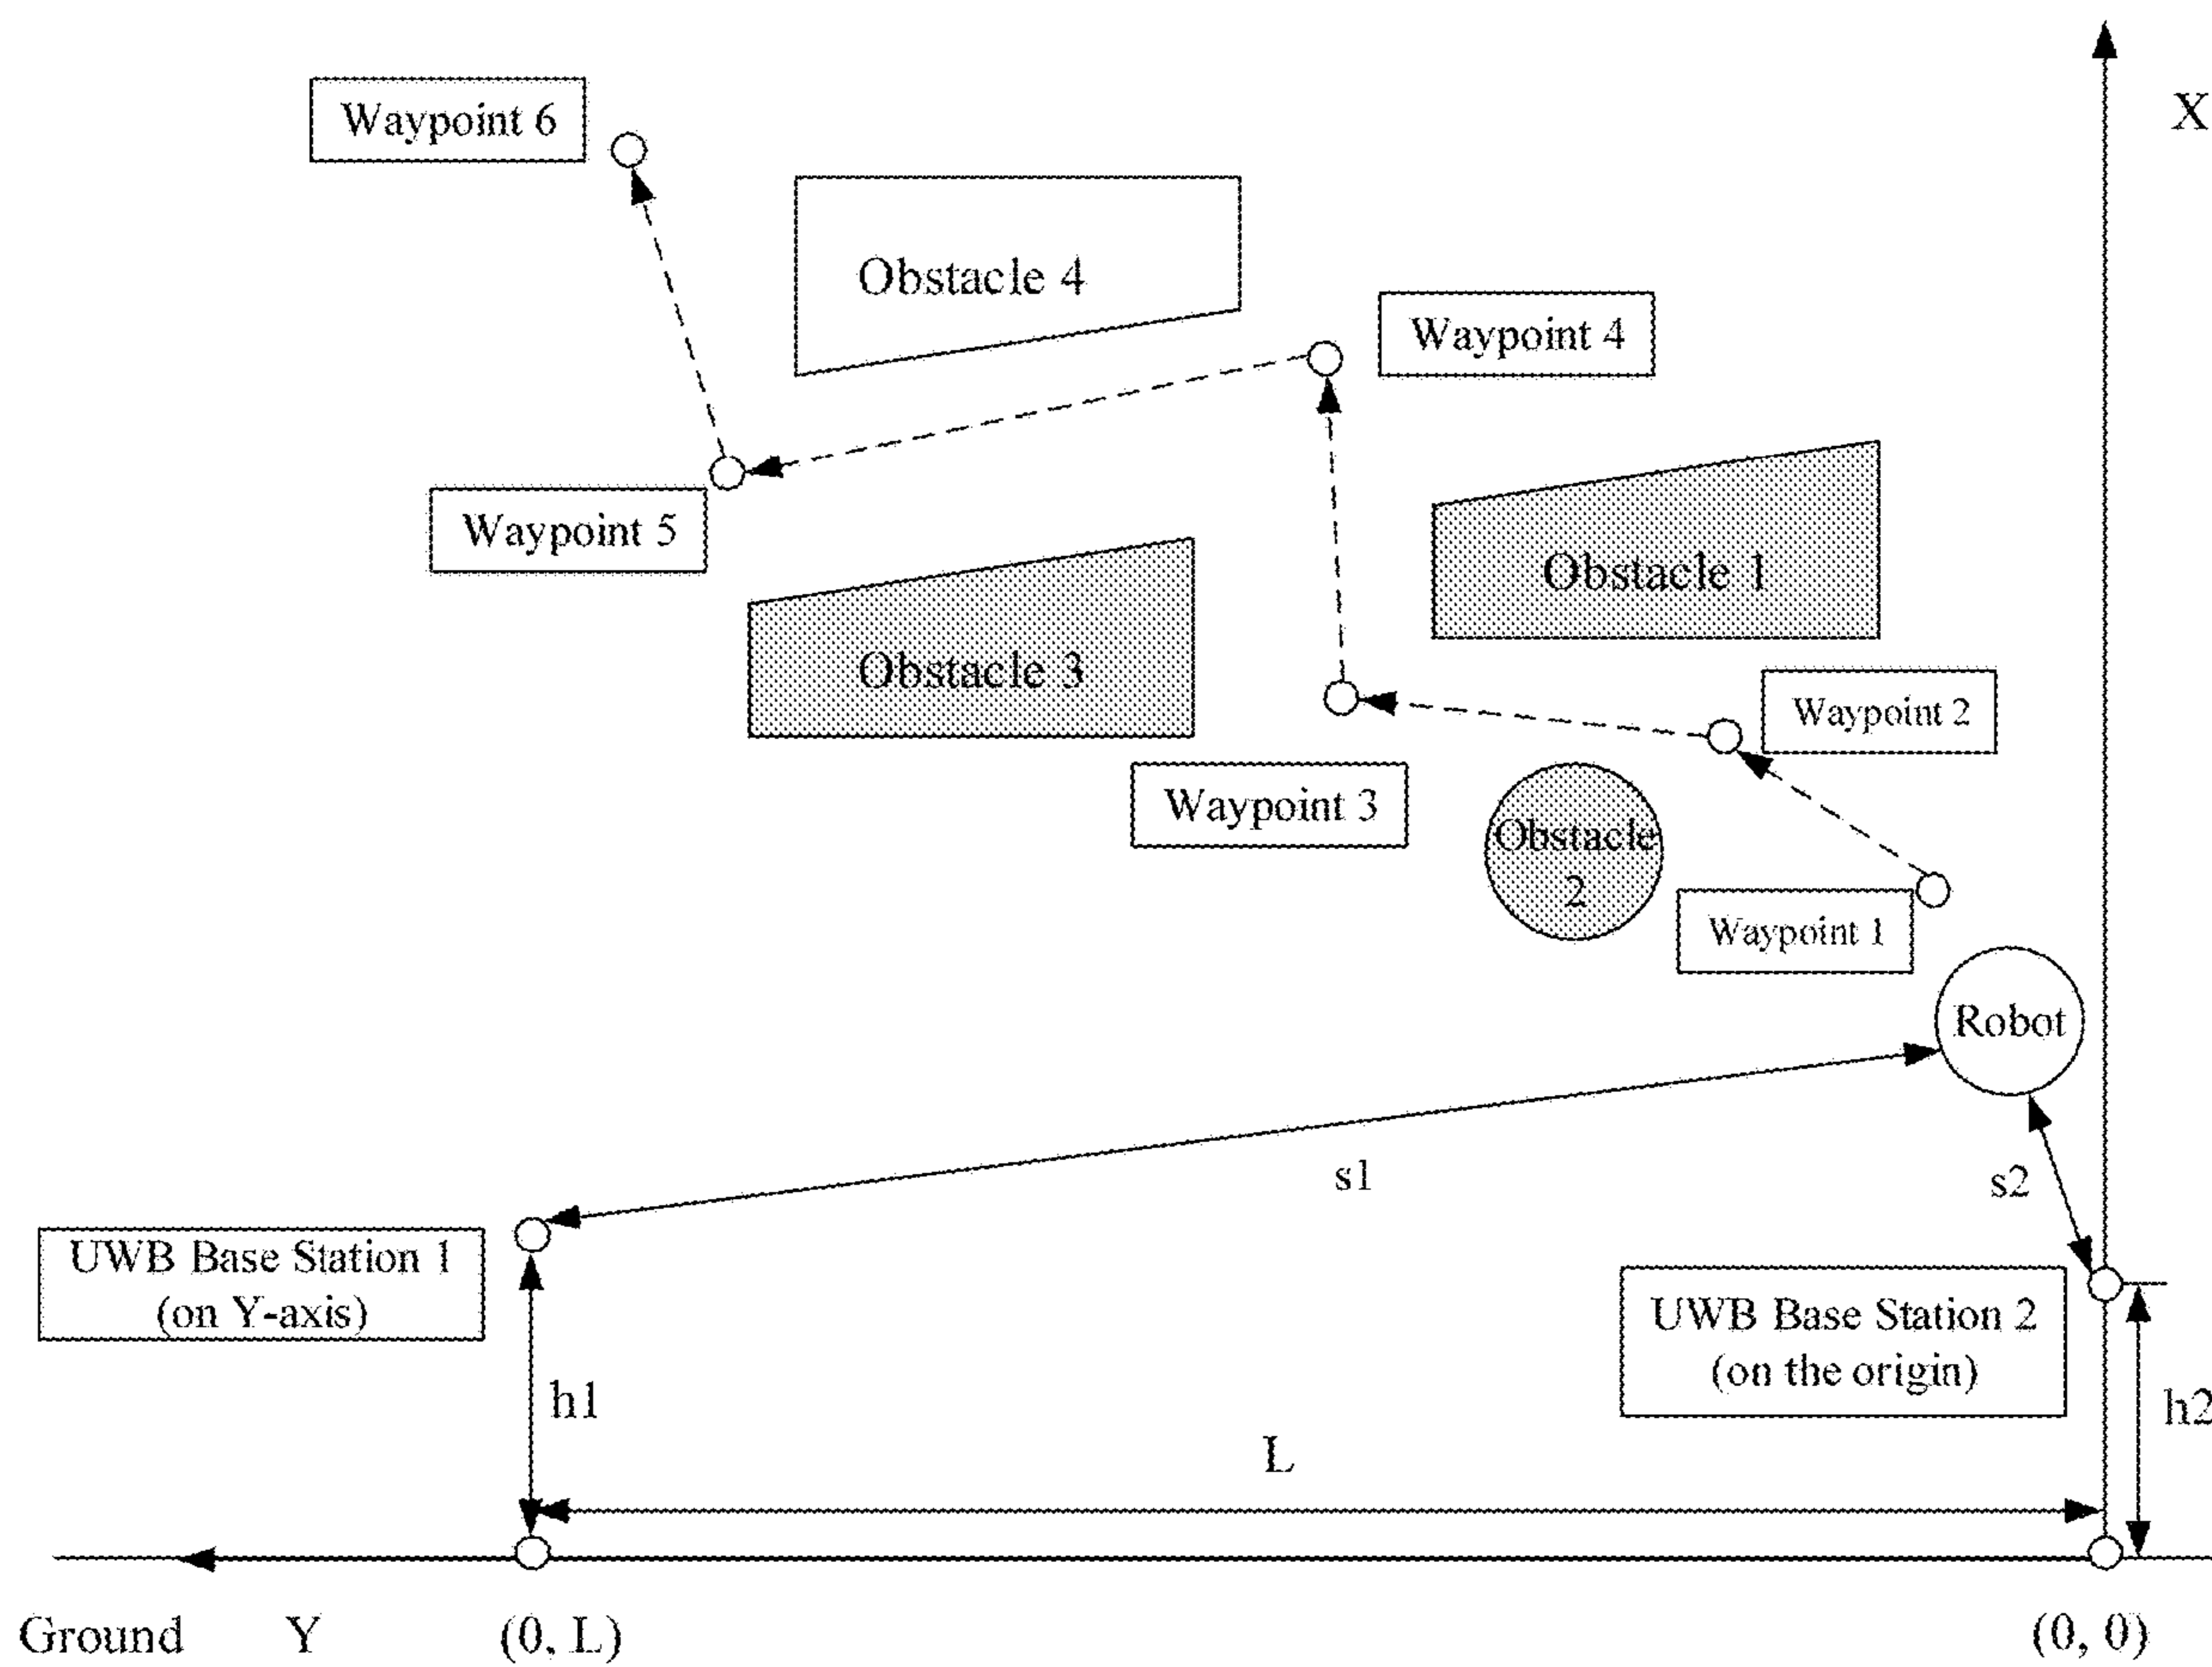 X
Waypoint 6
Obstacle 4
Waypoint 4
Waypoint 5
Obstacle 1
Obstacle 3
Waypoint 2
Waypoint 3
Obstacle
2
Waypoint 1
Robot
s1
s2
UWB Base Station 1
(on Y-axis)
UWB Base Station 2
(on the origin)
h1
h2
L
Ground
Y
(0, L)
(0, 0)